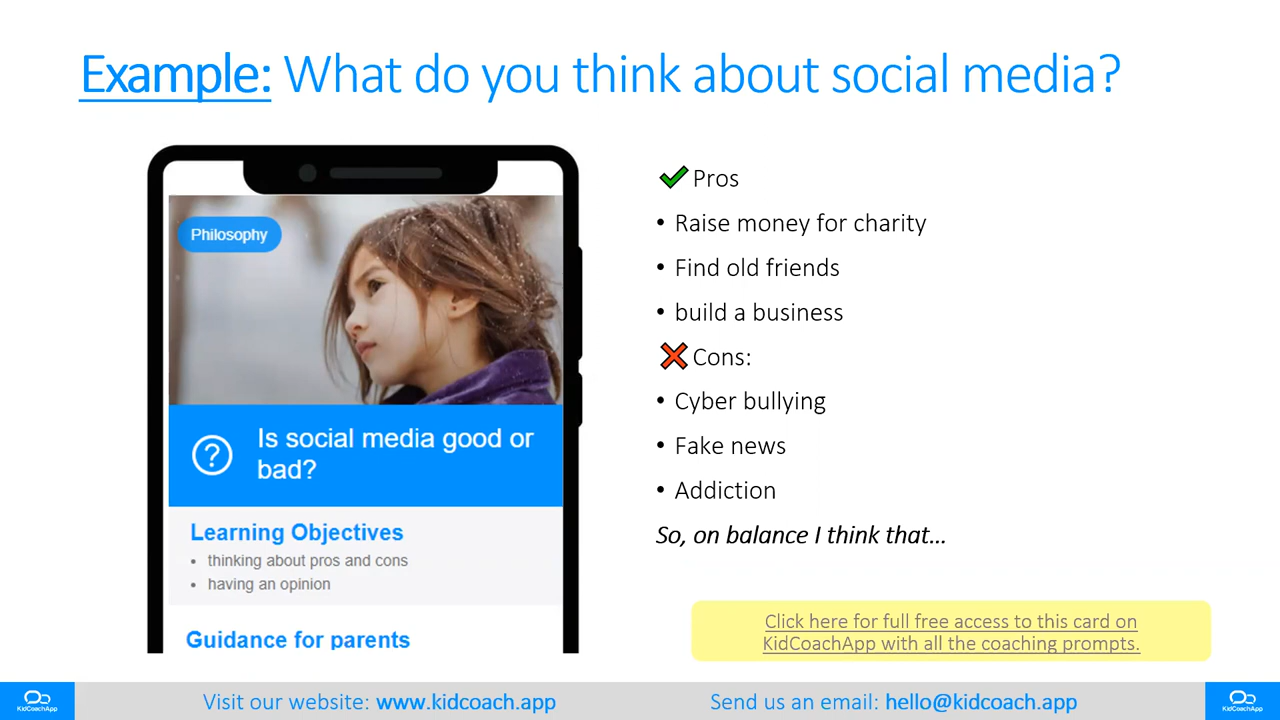 Example: What do you think about social media?
Philosophy
Is social media good or
bad?
Learning Objectives
• thinking about pros and cons
• having an opinion
Guidance for parents
Pros
• Raise money for charity
• Find old friends
• build a business
Cons:
• Cyber bullying
• Fake news
• Addiction
So, on balance I think that...
Click here for full free access to this card on
KidCoachApp with all the coaching prompts.
KidCoachApp
Visit our website: www.kidcoach.app
Send us an email: hello@kidcoach.app
KidCoachApp